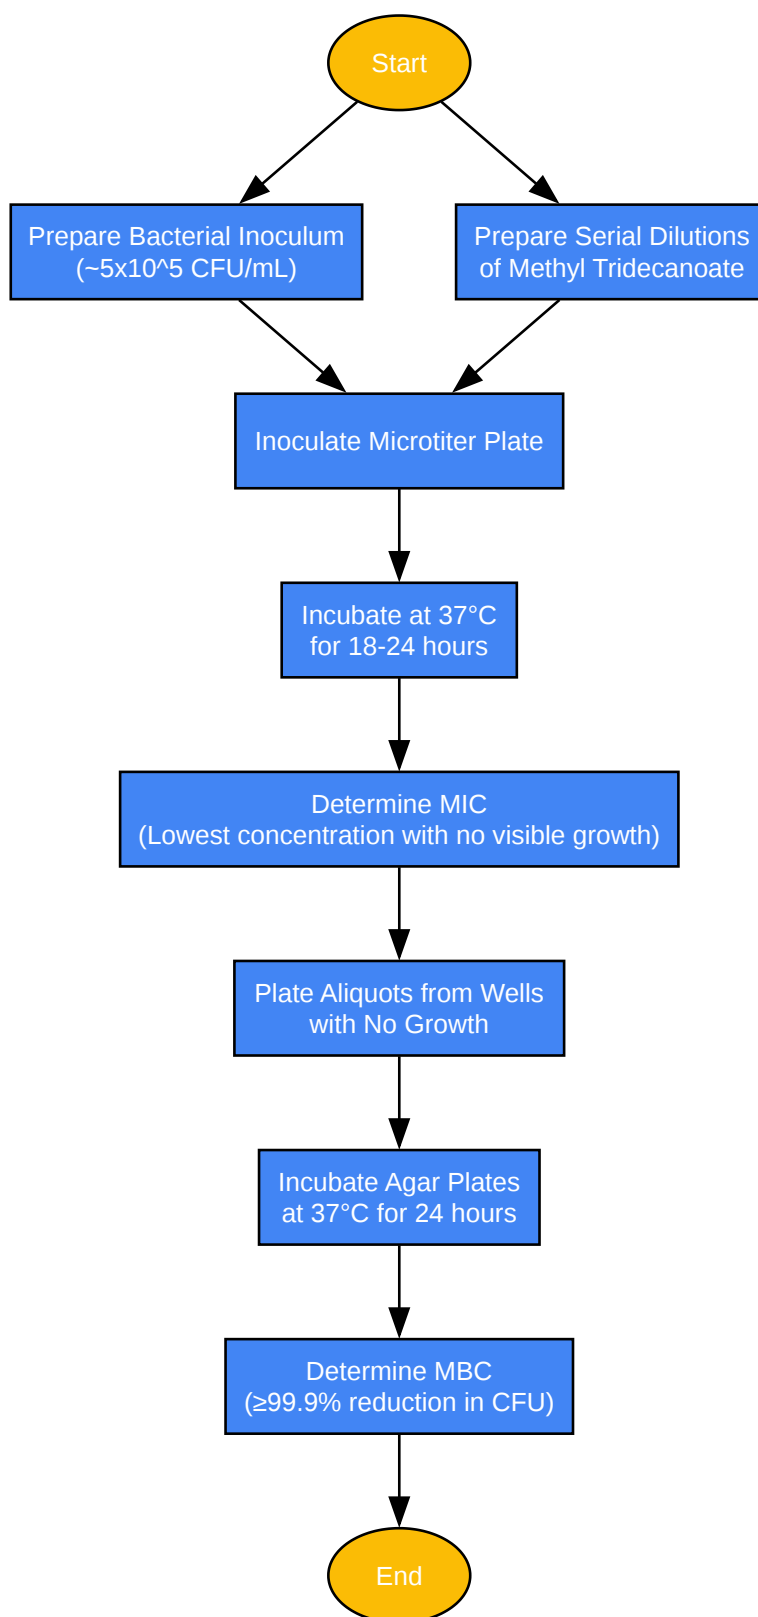 Start
Prepare Bacterial Inoculum
(~5x10^5 CFU/mL)
Prepare Serial Dilutions
of Methyl Tridecanoate
Inoculate Microtiter Plate
Incubate at 37°C
for 18-24 hours
Determine MIC
(Lowest concentration with no visible growth)
Plate Aliquots from Wells
with No Growth
Incubate Agar Plates
at 37°C for 24 hours
Determine MBC
(≥99.9% reduction in CFU)
End